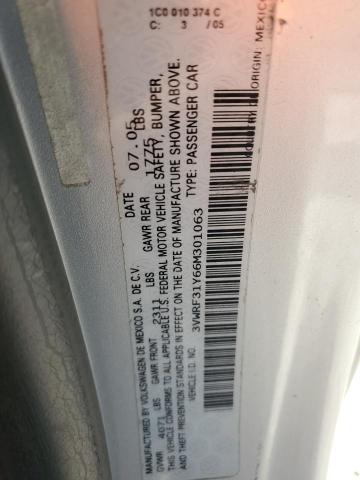 1C0 010 374 C
C: 3 / 05
MANUFACTURED BY VOLKSWAGEN DE MEXICO S.A. DE C.V. DATE 07.05
GVWR 4071 LBS GAWR FRONT 2311 LBS GAWR REAR 1775 LBS
THIS VEHICLE CONFORMS TO ALL APPLICABLE U.S. FEDERAL MOTOR VEHICLE SAFETY, BUMPER,
AND THEFT PREVENTION STANDARDS IN EFFECT ON THE DATE OF MANUFACTURE SHOWN ABOVE.
VEHICLE I.D. NO. 3VWRF31Y66M301063 TYPE: PASSENGER CAR
ORIGIN: MEXICO